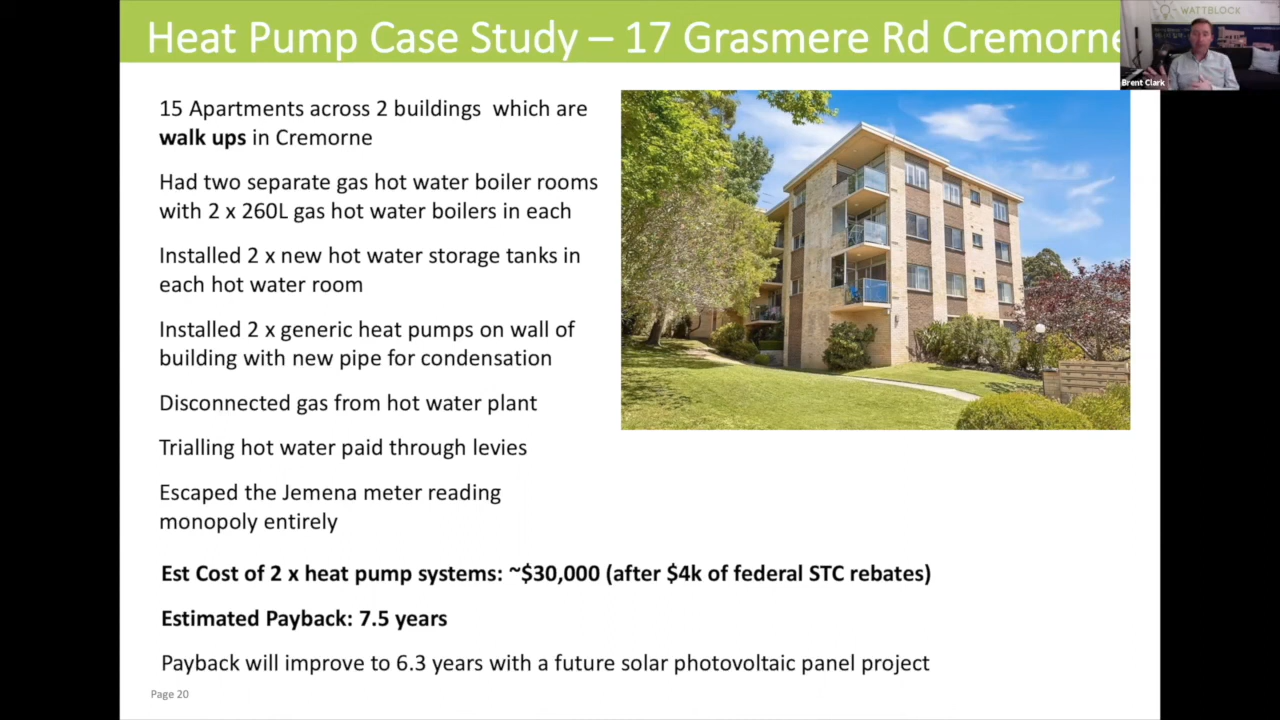 Heat Pump Case Study – 17 Grasmere Rd Cremorne
WATTBLOCK
Brent Clark
15 Apartments across 2 buildings which are
walk ups in Cremorne
Had two separate gas hot water boiler rooms
with 2 x 260L gas hot water boilers in each
Installed 2 x new hot water storage tanks in
each hot water room
Installed 2 x generic heat pumps on wall of
building with new pipe for condensation
Disconnected gas from hot water plant
Trialling hot water paid through levies
Escaped the Jemena meter reading
monopoly entirely
Est Cost of 2 x heat pump systems: ~$30,000 (after $4k of federal STC rebates)
Estimated Payback: 7.5 years
Payback will improve to 6.3 years with a future solar photovoltaic panel project
Page 20